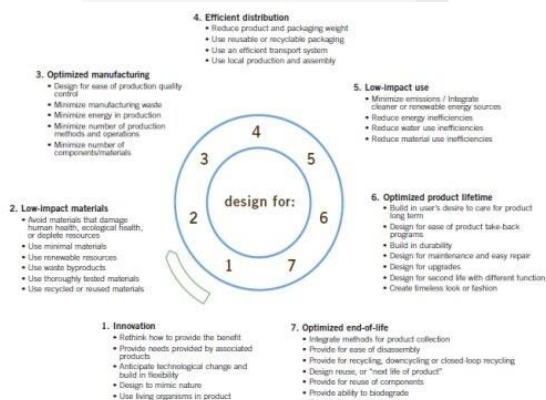 4. Efficient distribution
• Reduce product and packaging weight
• Use reusable or recyclable packaging
• Use an efficient transport system
• Use local production and assembly
3. Optimized manufacturing
• Design for ease of production quality
control
• Minimize manufacturing waste
• Minimize energy in production
• Minimize number of production
methods and operations
• Minimize number of
components/materials
5. Low-impact use
• Minimize emissions / Integrate
cleaner or renewable energy sources
• Reduce energy inefficiencies
• Reduce water use inefficiencies
• Reduce material use inefficiencies
4
3
5
design for:
2
6
1
7
2. Low-impact materials
• Avoid materials that damage
human health, ecological health,
or deplete resources
• Use minimal materials
• Use renewable resources
• Use waste byproducts
• Use thoroughly tested materials
• Use recycled or reused materials
6. Optimized product lifetime
• Build in user's desire to care for product
long term
• Design for ease of product take-back
programs
• Build in durability
• Design for maintenance and easy repair
• Design for upgrades
• Design for second life with different function
• Create timeless look or fashion
1. Innovation
• Rethink how to provide the benefit
• Provide needs provided by associated
products
• Anticipate technological change and
build in flexibility
• Design to mimic nature
• Use living organisms in product
7. Optimized end-of-life
• Integrate methods for product collection
• Provide for ease of disassembly
• Provide for recycling, downcycling or closed-loop recycling
• Design reuse, or "next life of product"
• Provide for reuse of components
• Provide ability to biodegrade